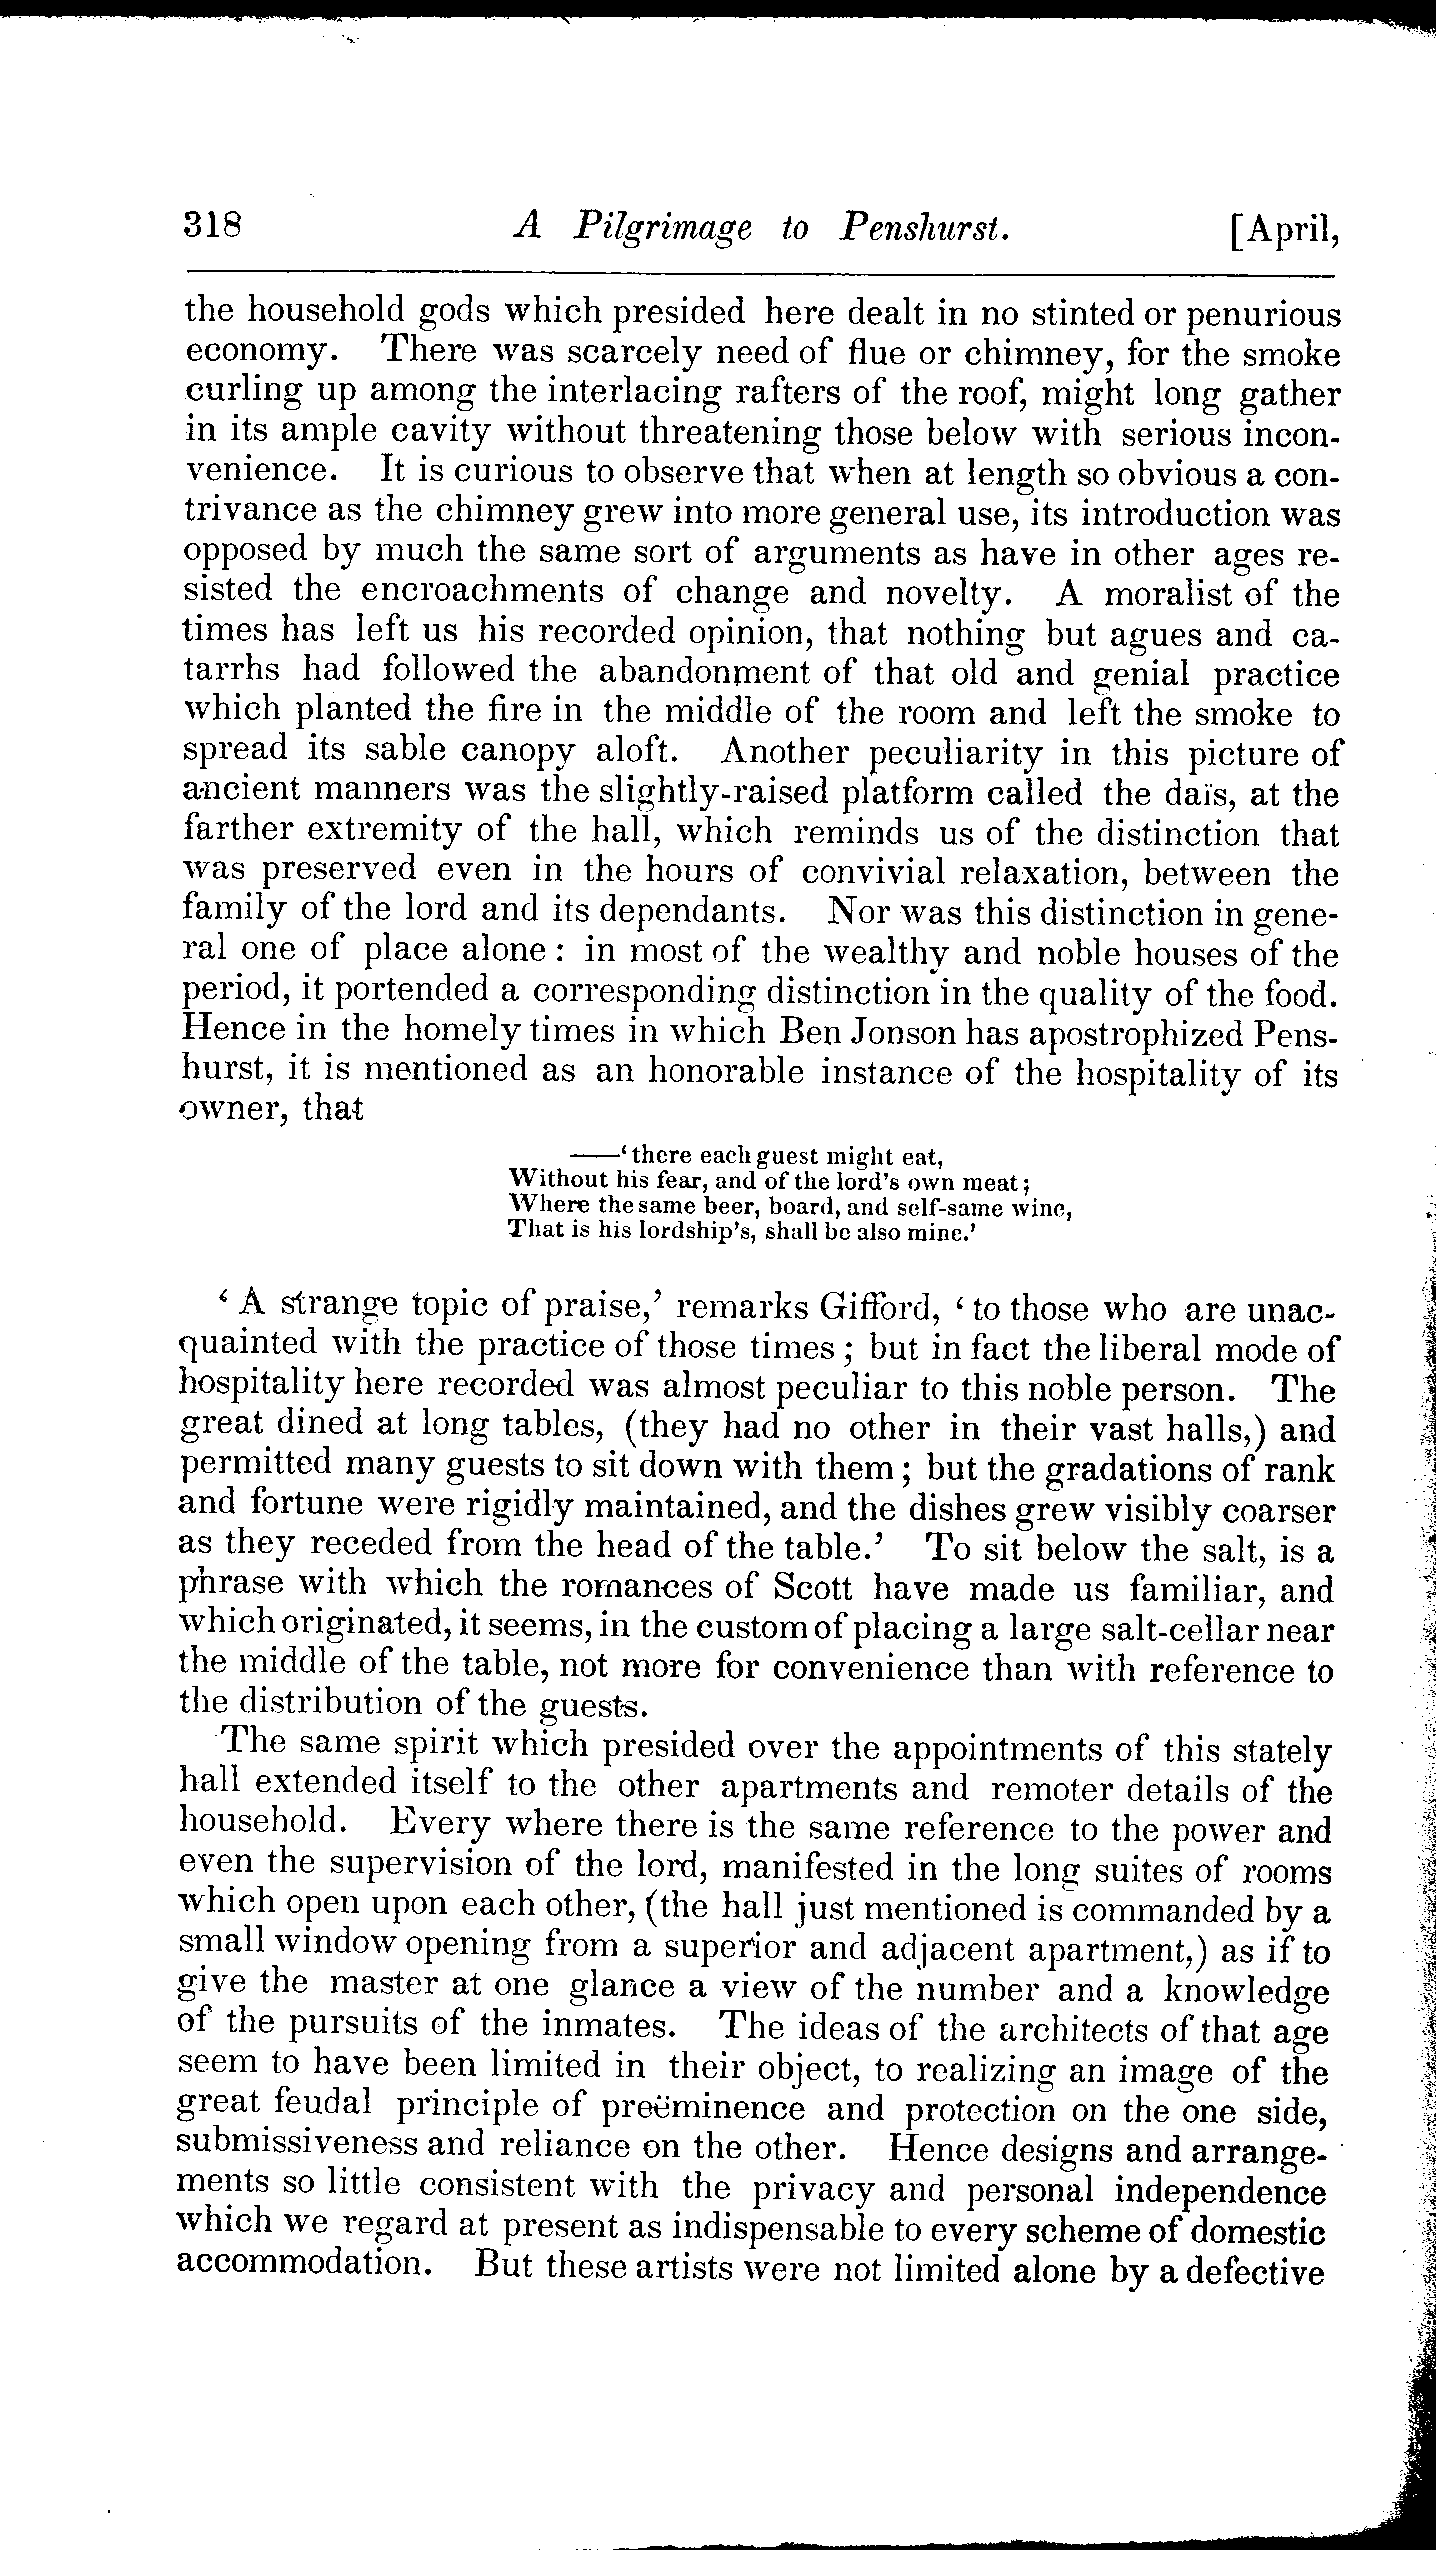 318 A Pilgrimage to Penshurst. [April,
the household gods which presided here dealt in no stinted or penurious
economy. There was scarcely need of flue or chimney, for the smoke
curling up among the interlacing rafters of the roof, might long gather
in its ample cavity without threatening those below with serious incon-
venience. It is curious to observe that when at length so obvious a con-
trivance as the chimney grew into more general use, its introduction was
opposed by much the same sort of arguments as have in other ages re-
sisted the encroachments of change and novelty. A moralist of the
times has left us his recorded opinion, that nothing but agues and ca-
tarrhs had followed the abandonment of that old and genial practice
which planted the fire in the middle of the room and left the smoke to
spread its sable canopy aloft. Another peculiarity in this picture of
ancient manners was the slightly-raised platform called the daïs, at the
farther extremity of the hall, which reminds us of the distinction that
was preserved even in the hours of convivial relaxation, between the
family of the lord and its dependants. Nor was this distinction in gene-
ral one of place alone: in most of the wealthy and noble houses of the
period, it portended a corresponding distinction in the quality of the food.
Hence in the homely times in which Ben Jonson has apostrophized Pens-
hurst, it is mentioned as an honorable instance of the hospitality of its
owner, that
——'there each guest might eat,
Without his fear, and of the lord's own meat;
Where the same beer, board, and self-same wine,
That is his lordship's, shall be also mine.'
'A strange topic of praise,' remarks Gifford, 'to those who are unac-
quainted with the practice of those times; but in fact the liberal mode of
hospitality here recorded was almost peculiar to this noble person. The
great dined at long tables, (they had no other in their vast halls,) and
permitted many guests to sit down with them; but the gradations of rank
and fortune were rigidly maintained, and the dishes grew visibly coarser
as they receded from the head of the table.' To sit below the salt, is a
phrase with which the romances of Scott have made us familiar, and
which originated, it seems, in the custom of placing a large salt-cellar near
the middle of the table, not more for convenience than with reference to
the distribution of the guests.
The same spirit which presided over the appointments of this stately
hall extended itself to the other apartments and remoter details of the
household. Every where there is the same reference to the power and
even the supervision of the lord, manifested in the long suites of rooms
which open upon each other, (the hall just mentioned is commanded by a
small window opening from a superior and adjacent apartment,) as if to
give the master at one glance a view of the number and a knowledge
of the pursuits of the inmates. The ideas of the architects of that age
seem to have been limited in their object, to realizing an image of the
great feudal principle of preëminence and protection on the one side,
submissiveness and reliance on the other. Hence designs and arrange-
ments so little consistent with the privacy and personal independence
which we regard at present as indispensable to every scheme of domestic
accommodation. But these artists were not limited alone by a defective